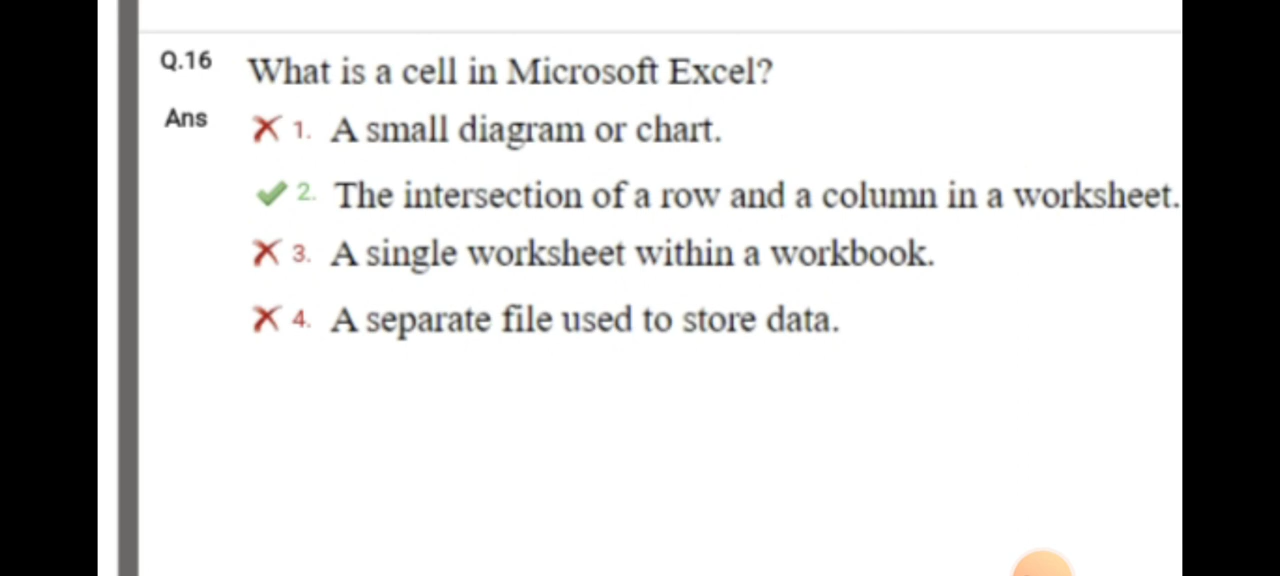 Q.16 What is a cell in Microsoft Excel?
Ans 1. A small diagram or chart.
2. The intersection of a row and a column in a worksheet.
3. A single worksheet within a workbook.
4. A separate file used to store data.